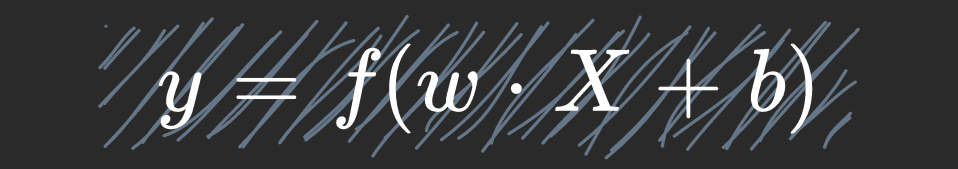 y = f(w · X + b)